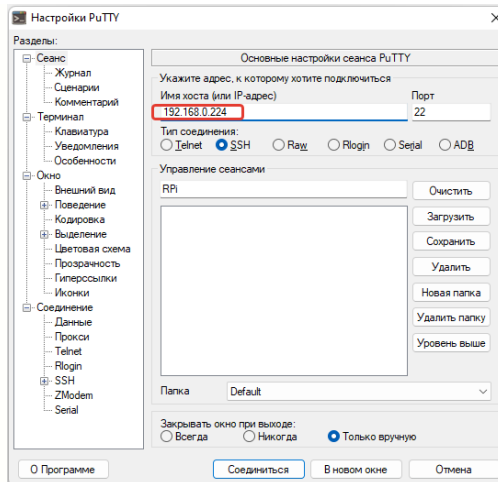 Настройки PuTTY
Разделы:
Сеанс
Журнал
Сценарии
Комментарий
Терминал
Клавиатура
Уведомления
Особенности
Окно
Внешний вид
Поведение
Кодировка
Выделение
Цветовая схема
Прозрачность
Гиперссылки
Иконки
Соединение
Данные
Прокси
Telnet
Rlogin
SSH
ZModem
Serial
Основные настройки сеанса PuTTY
Укажите адрес, к которому хотите подключиться
Имя хоста (или IP-адрес) Порт
192.168.0.224 22
Тип соединения:
Telnet SSH Raw Rlogin Serial ADB
Управление сеансами
RPi Очистить
Загрузить
Сохранить
Удалить
Новая папка
Удалить папку
Уровень выше
Папка Default
Закрывать окно при выходе:
Всегда Никогда Только вручную
О Программе Соединиться В новом окне Отмена